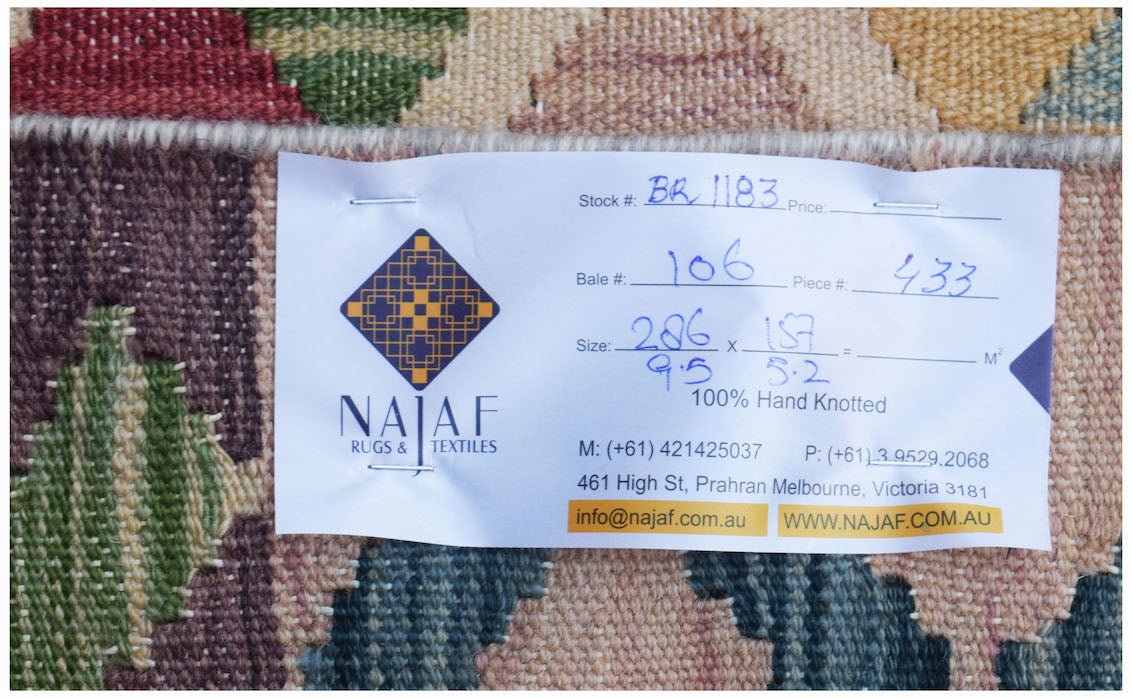 NAJAF
RUGS & TEXTILES
Stock #: BR 1183 Price:
Bale #: 106 Piece #: 433
Size: 286 X 157 = M²
9.5 5.2
100% Hand Knotted
M: (+61) 421425037 P: (+61) 3.9529.2068
461 High St, Prahran Melbourne, Victoria 3181
info@najaf.com.au WWW.NAJAF.COM.AU